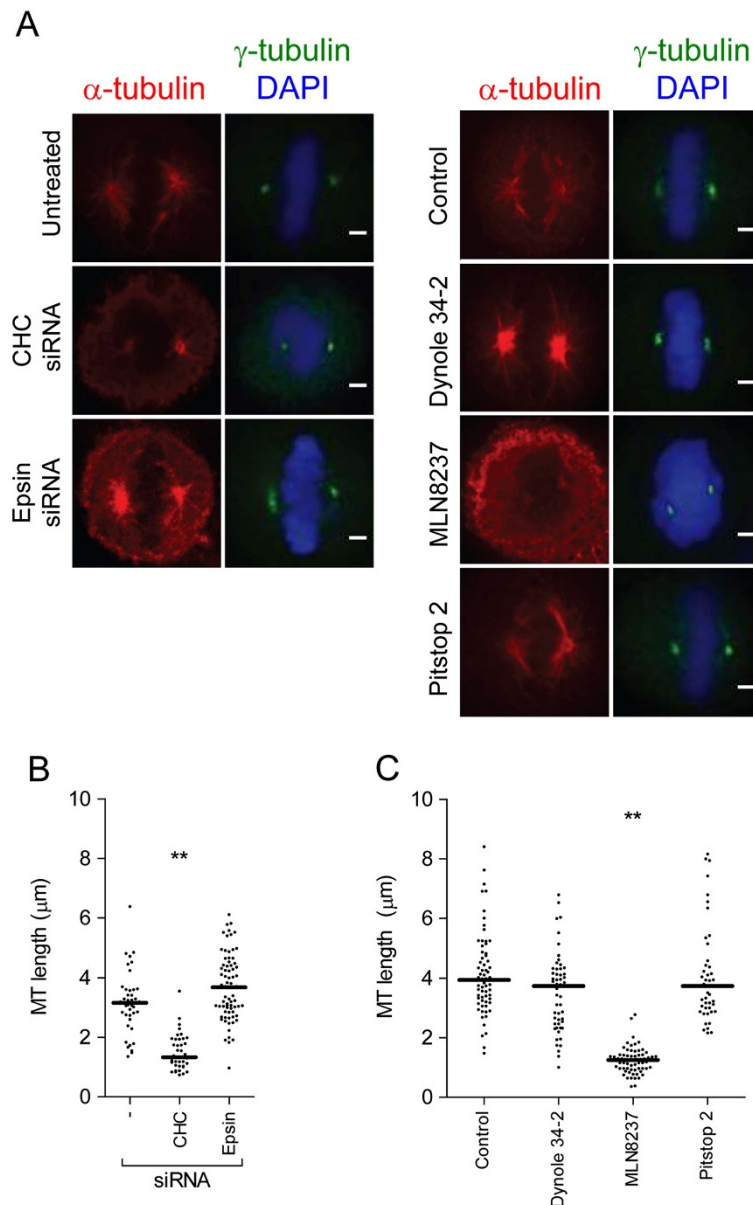 A
α-tubulin
γ-tubulin
DAPI
Untreated
CHC
siRNA
Epsin
siRNA
α-tubulin
γ-tubulin
DAPI
Control
Dynole 34-2
MLN8237
Pitstop 2
B
MT length (μm)
10
8
6
4
2
0
**
-
CHC
Epsin
siRNA
C
MT length (μm)
10
8
6
4
2
0
**
Control
Dynole 34-2
MLN8237
Pitstop 2